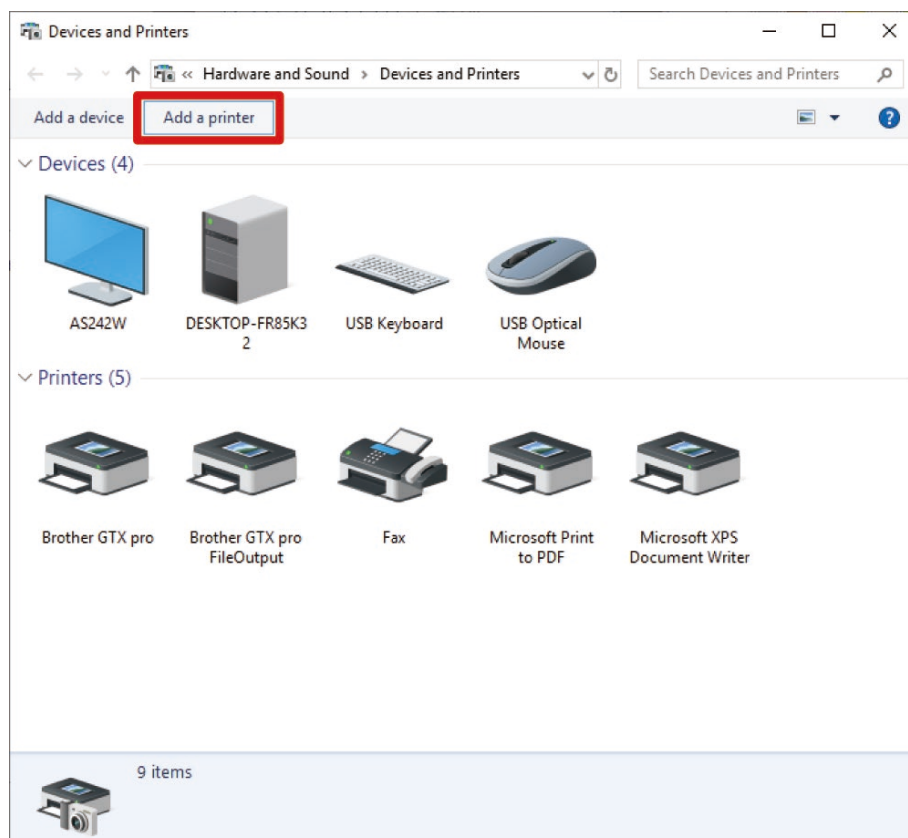 Devices and Printers
« Hardware and Sound > Devices and Printers
Search Devices and Printers
Add a device
Add a printer
?
Devices (4)
AS242W
DESKTOP-FR85K3
2
USB Keyboard
USB Optical
Mouse
Printers (5)
Brother GTX pro
Brother GTX pro
FileOutput
Fax
Microsoft Print
to PDF
Microsoft XPS
Document Writer
9 items